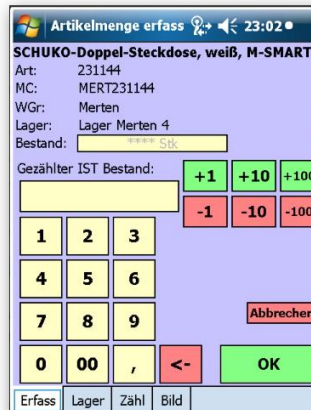 Artikelmenge erfass 23:02
SCHUKO-Doppel-Steckdose, weiß, M-SMART
Art: 231144
MC: MERT231144
WGr: Merten
Lager: Lager Merten 4
Bestand: **** Stk
Gezählter IST Bestand:
+1 +10 +100
-1 -10 -100
1 2 3
4 5 6
7 8 9
Abbrechen
0 00 , <- OK
Erfass Lager Zähl Bild